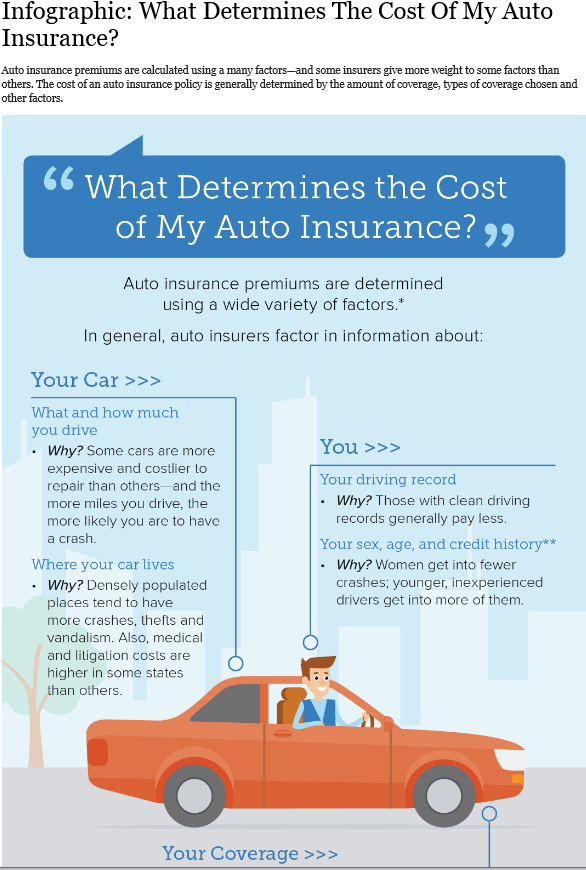 Infographic: What Determines The Cost Of My Auto
Insurance?
Auto insurance premiums are calculated using a many factors—and some insurers give more weight to some factors than
others. The cost of an auto insurance policy is generally determined by the amount of coverage, types of coverage chosen and
other factors.
“ What Determines the Cost
of My Auto Insurance? ”
Auto insurance premiums are determined
using a wide variety of factors.*
In general, auto insurers factor in information about:
Your Car >>>
What and how much
you drive
• Why? Some cars are more
expensive and costlier to
repair than others—and the
more miles you drive, the
more likely you are to have
a crash.
Where your car lives
• Why? Densely populated
places tend to have
more crashes, thefts and
vandalism. Also, medical
and litigation costs are
higher in some states
than others.
You >>>
Your driving record
• Why? Those with clean driving
records generally pay less.
Your sex, age, and credit history**
• Why? Women get into fewer
crashes; younger, inexperienced
drivers get into more of them.
Your Coverage >>>